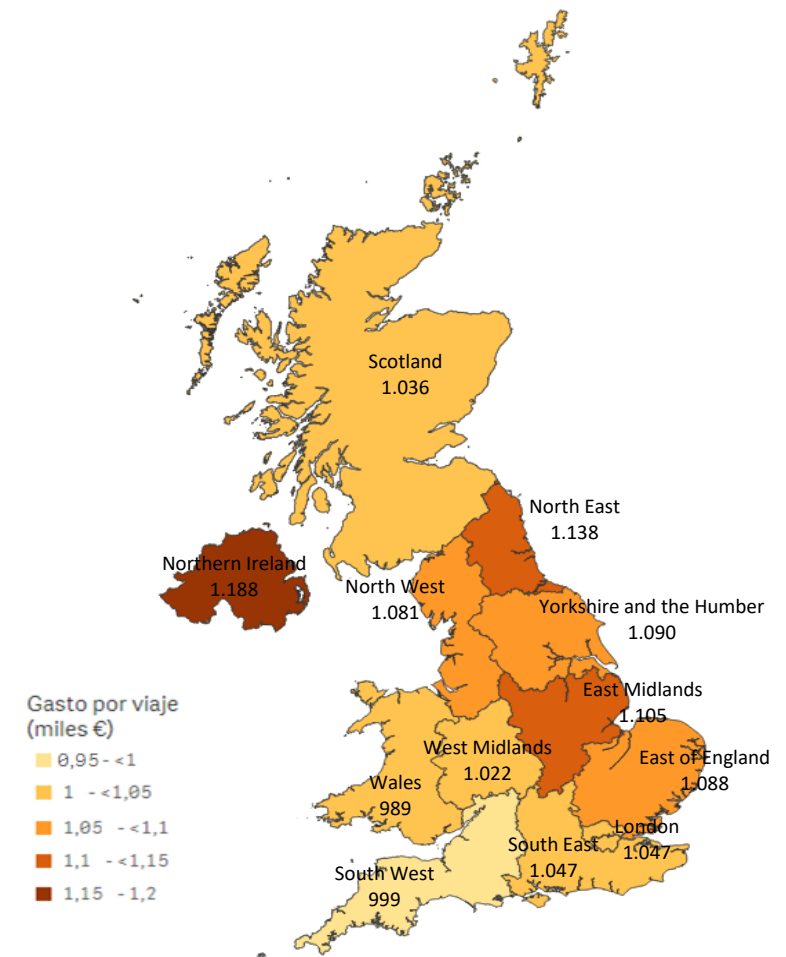 Scotland
1.036
North East
1.138
Northern Ireland
1.188
North West
1.081
Yorkshire and the Humber
1.090
East Midlands
1.105
West Midlands
1.022
East of England
1.088
Wales
989
London
1.047
South East
1.047
South West
999
Gasto por viaje
(miles €)
0,95 - <1
1 - <1,05
1,05 - <1,1
1,1 - <1,15
1,15 - 1,2